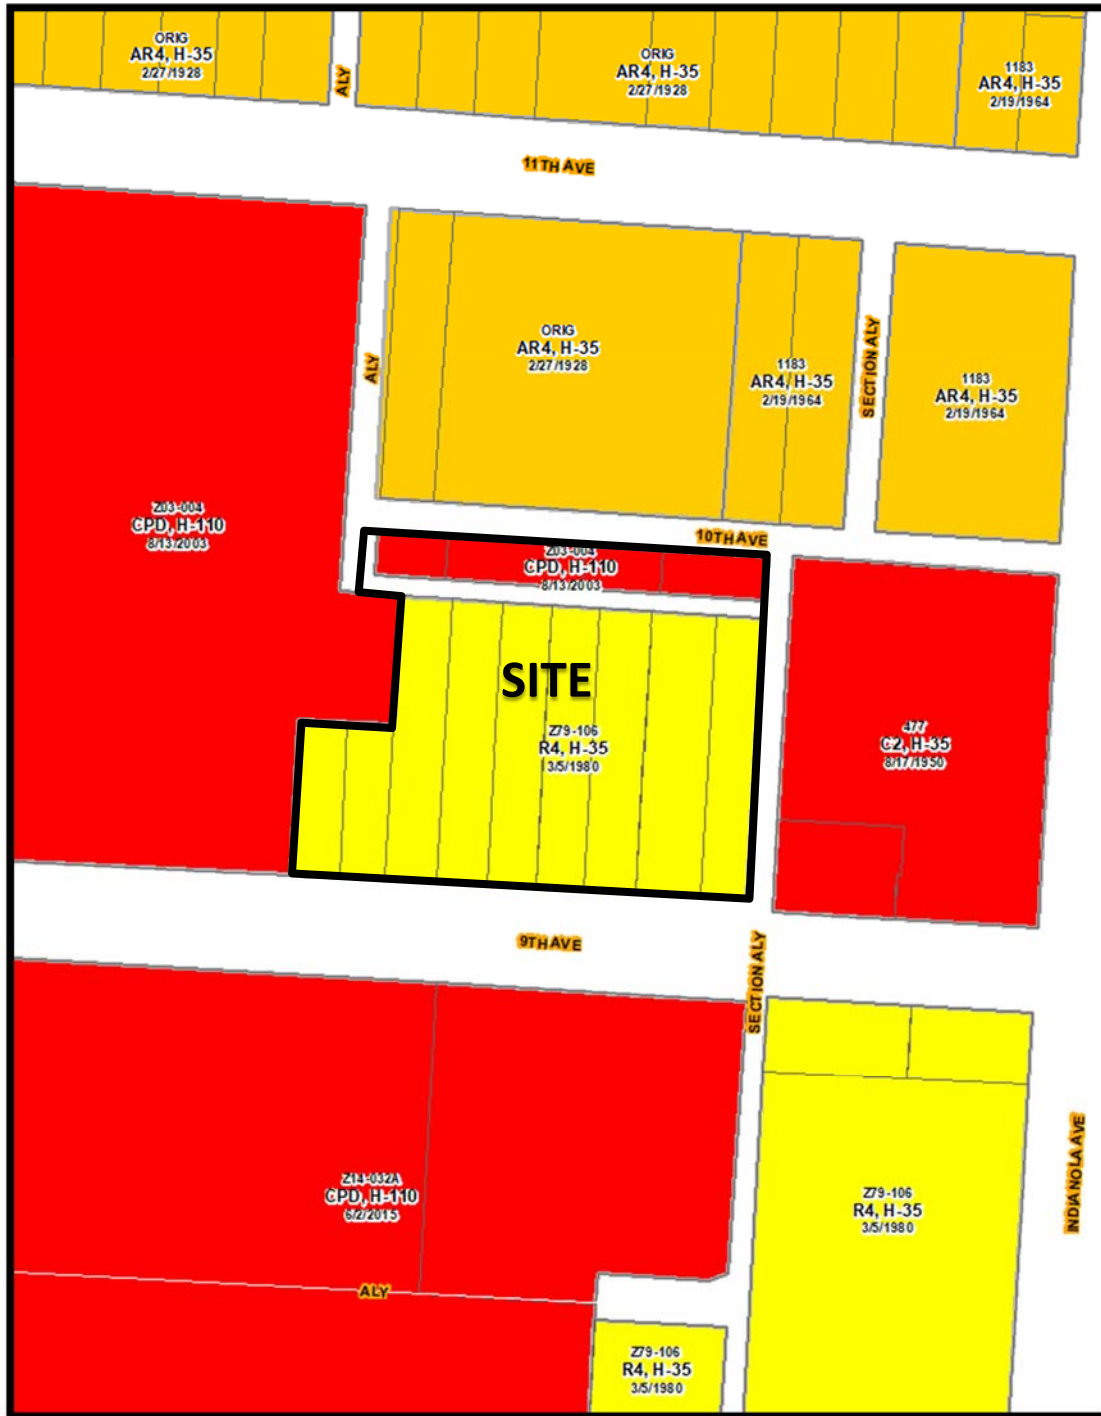 ORIG
AR4, H-35
2/27/1928
ALY
ORIG
AR4, H-35
2/27/1928
1183
AR4, H-35
2/19/1964
11TH AVE
ALY
ORIG
AR4, H-35
2/27/1928
1183
AR4, H-35
2/19/1964
SECTION ALY
1183
AR4, H-35
2/19/1964
Z03-004
CPD, H-110
8/13/2003
10TH AVE
Z03-004
CPD, H-110
8/13/2003
SITE
Z79-106
R4, H-35
3/5/1980
477
C2, H-35
8/17/1950
9TH AVE
SECTION ALY
Z14-032A
CPD, H-110
6/2/2015
Z79-106
R4, H-35
3/5/1980
INDIANOLA AVE
ALY
Z79-106
R4, H-35
3/5/1980